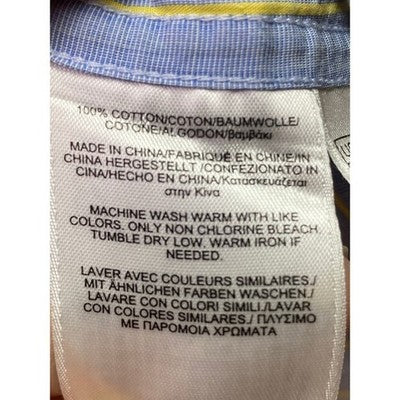 100% COTTON/COTON/BAUMWOLLE/
COTONE/ALGODÓN/βαμβάκι
MADE IN CHINA/FABRIQUÉ EN CHINE/IN
CHINA HERGESTELLT /CONFEZIONATO IN
CINA/HECHO EN CHINA/Κατασκευάζεται
στην Κίνα
MACHINE WASH WARM WITH LIKE
COLORS. ONLY NON CHLORINE BLEACH.
TUMBLE DRY LOW. WARM IRON IF
NEEDED.
LAVER AVEC COULEURS SIMILAIRES./
MIT ÄHNLICHEN FARBEN WASCHEN./
LAVARE CON COLORI SIMILI./LAVAR
CON COLORES SIMILARES./ ΠΛΥΣΙΜΟ
ΜΕ ΠΑΡΟΜΟΙΑ ΧΡΩΜΑΤΑ